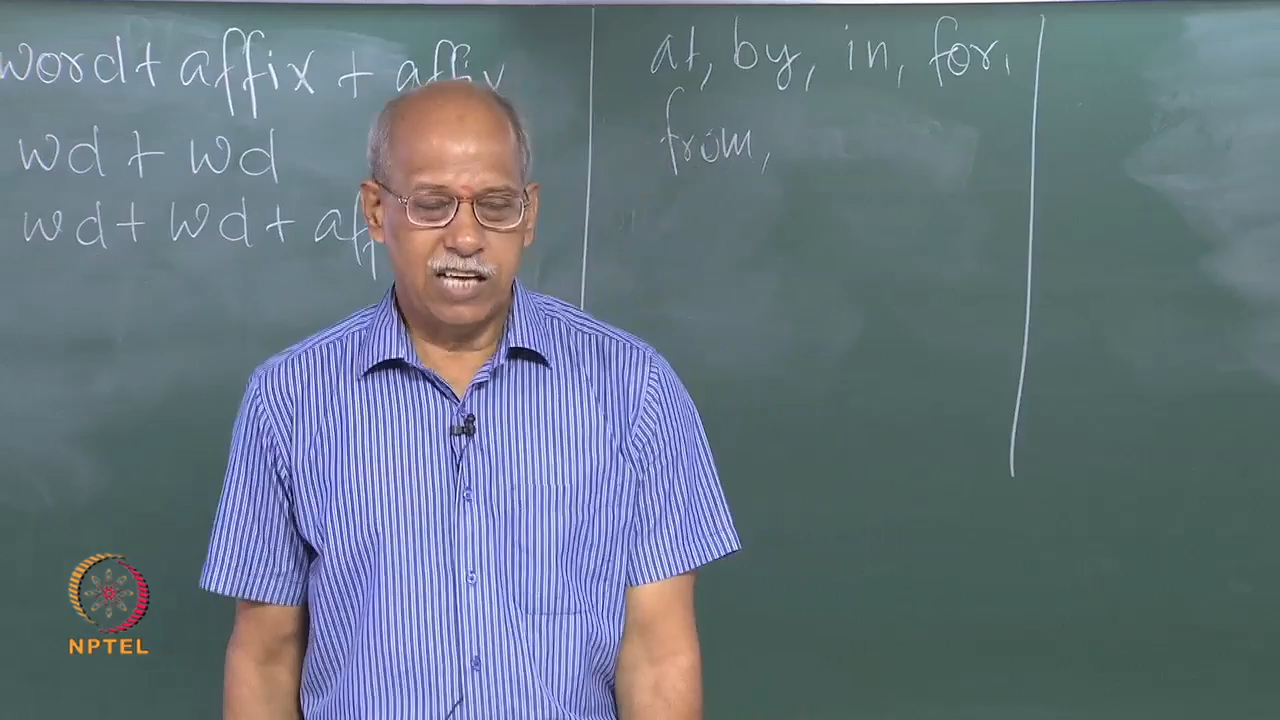 word + affix + affix
wd + wd
wd + wd + aff
at, by, in, for,
from,
NPTEL